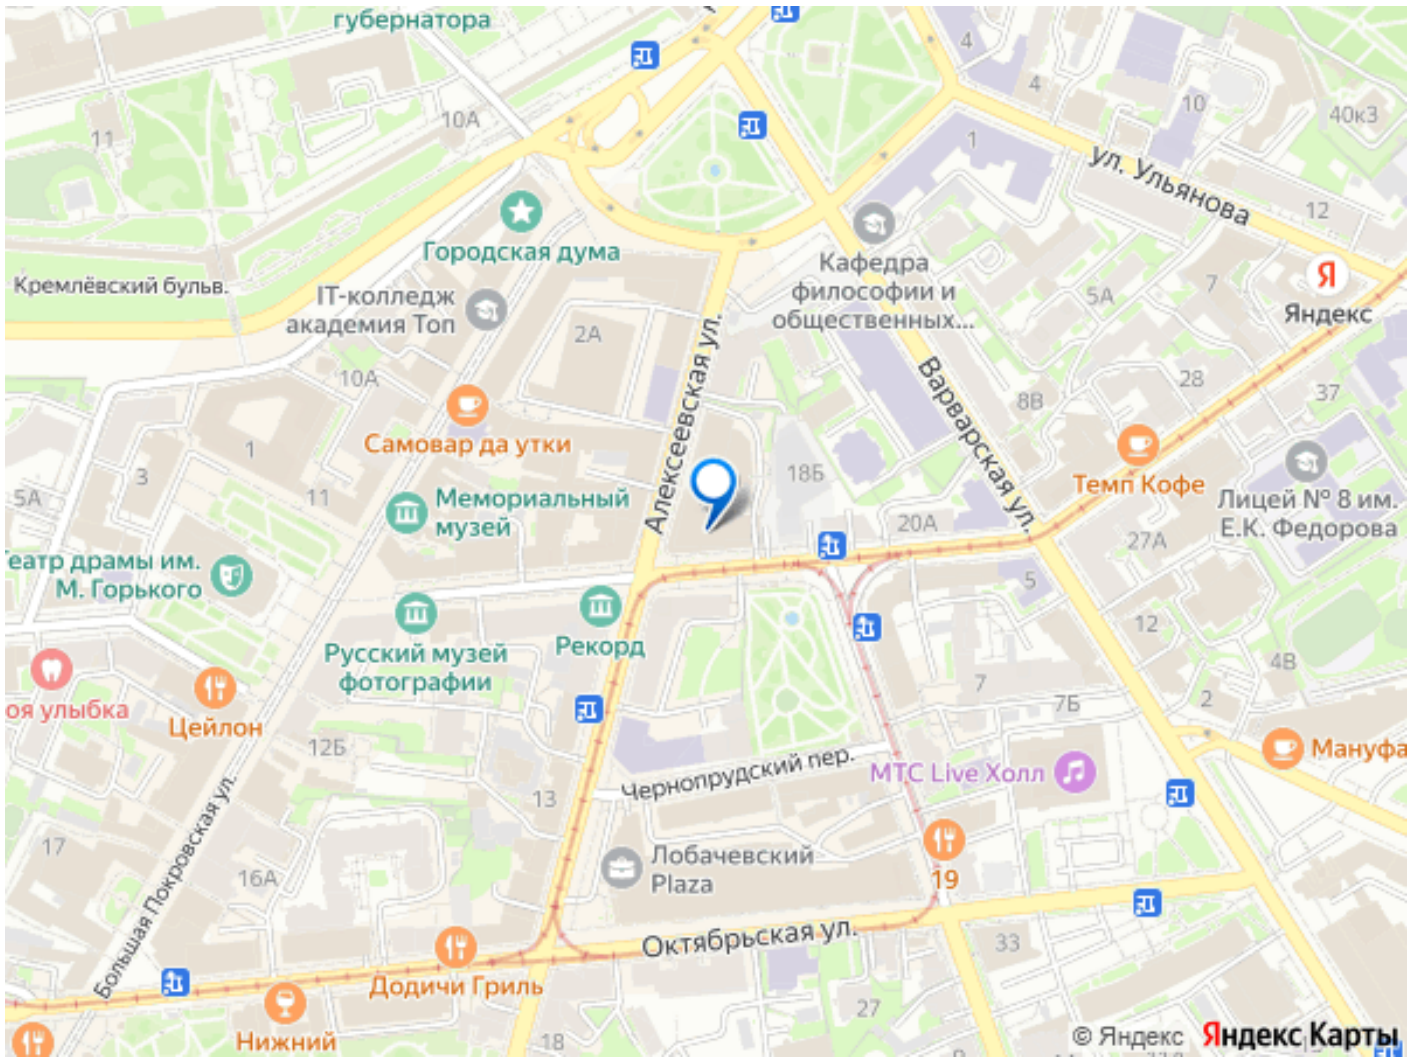 губернатора
4
4
10
40к3
11
10А
1
ул. Ульянова
12
Городская дума
Кафедра
философии и
общественных...
Кремлёвский бульв.
IT-колледж
академия Топ
5А
7
Яндекс
2А
Алексеевская ул.
Варварская ул.
10А
28
37
8В
Самовар да утки
1
3
11
5А
18Б
Темп Кофе
Лицей № 8 им.
Е.К. Федорова
Мемориальный
музей
20А
27А
еатр драмы им.
М. Горького
5
12
Рекорд
Русский музей
фотографии
4В
7
7Б
2
оя улыбка
Цейлон
12Б
Мануфа
Чернопрудский пер.
МТС Live Холл
13
17
Лобачевский
Plaza
16А
19
Большая Покровская ул.
Октябрьская ул.
33
Додичи Гриль
27
Нижний
18
9
© Яндекс Яндекс Карты